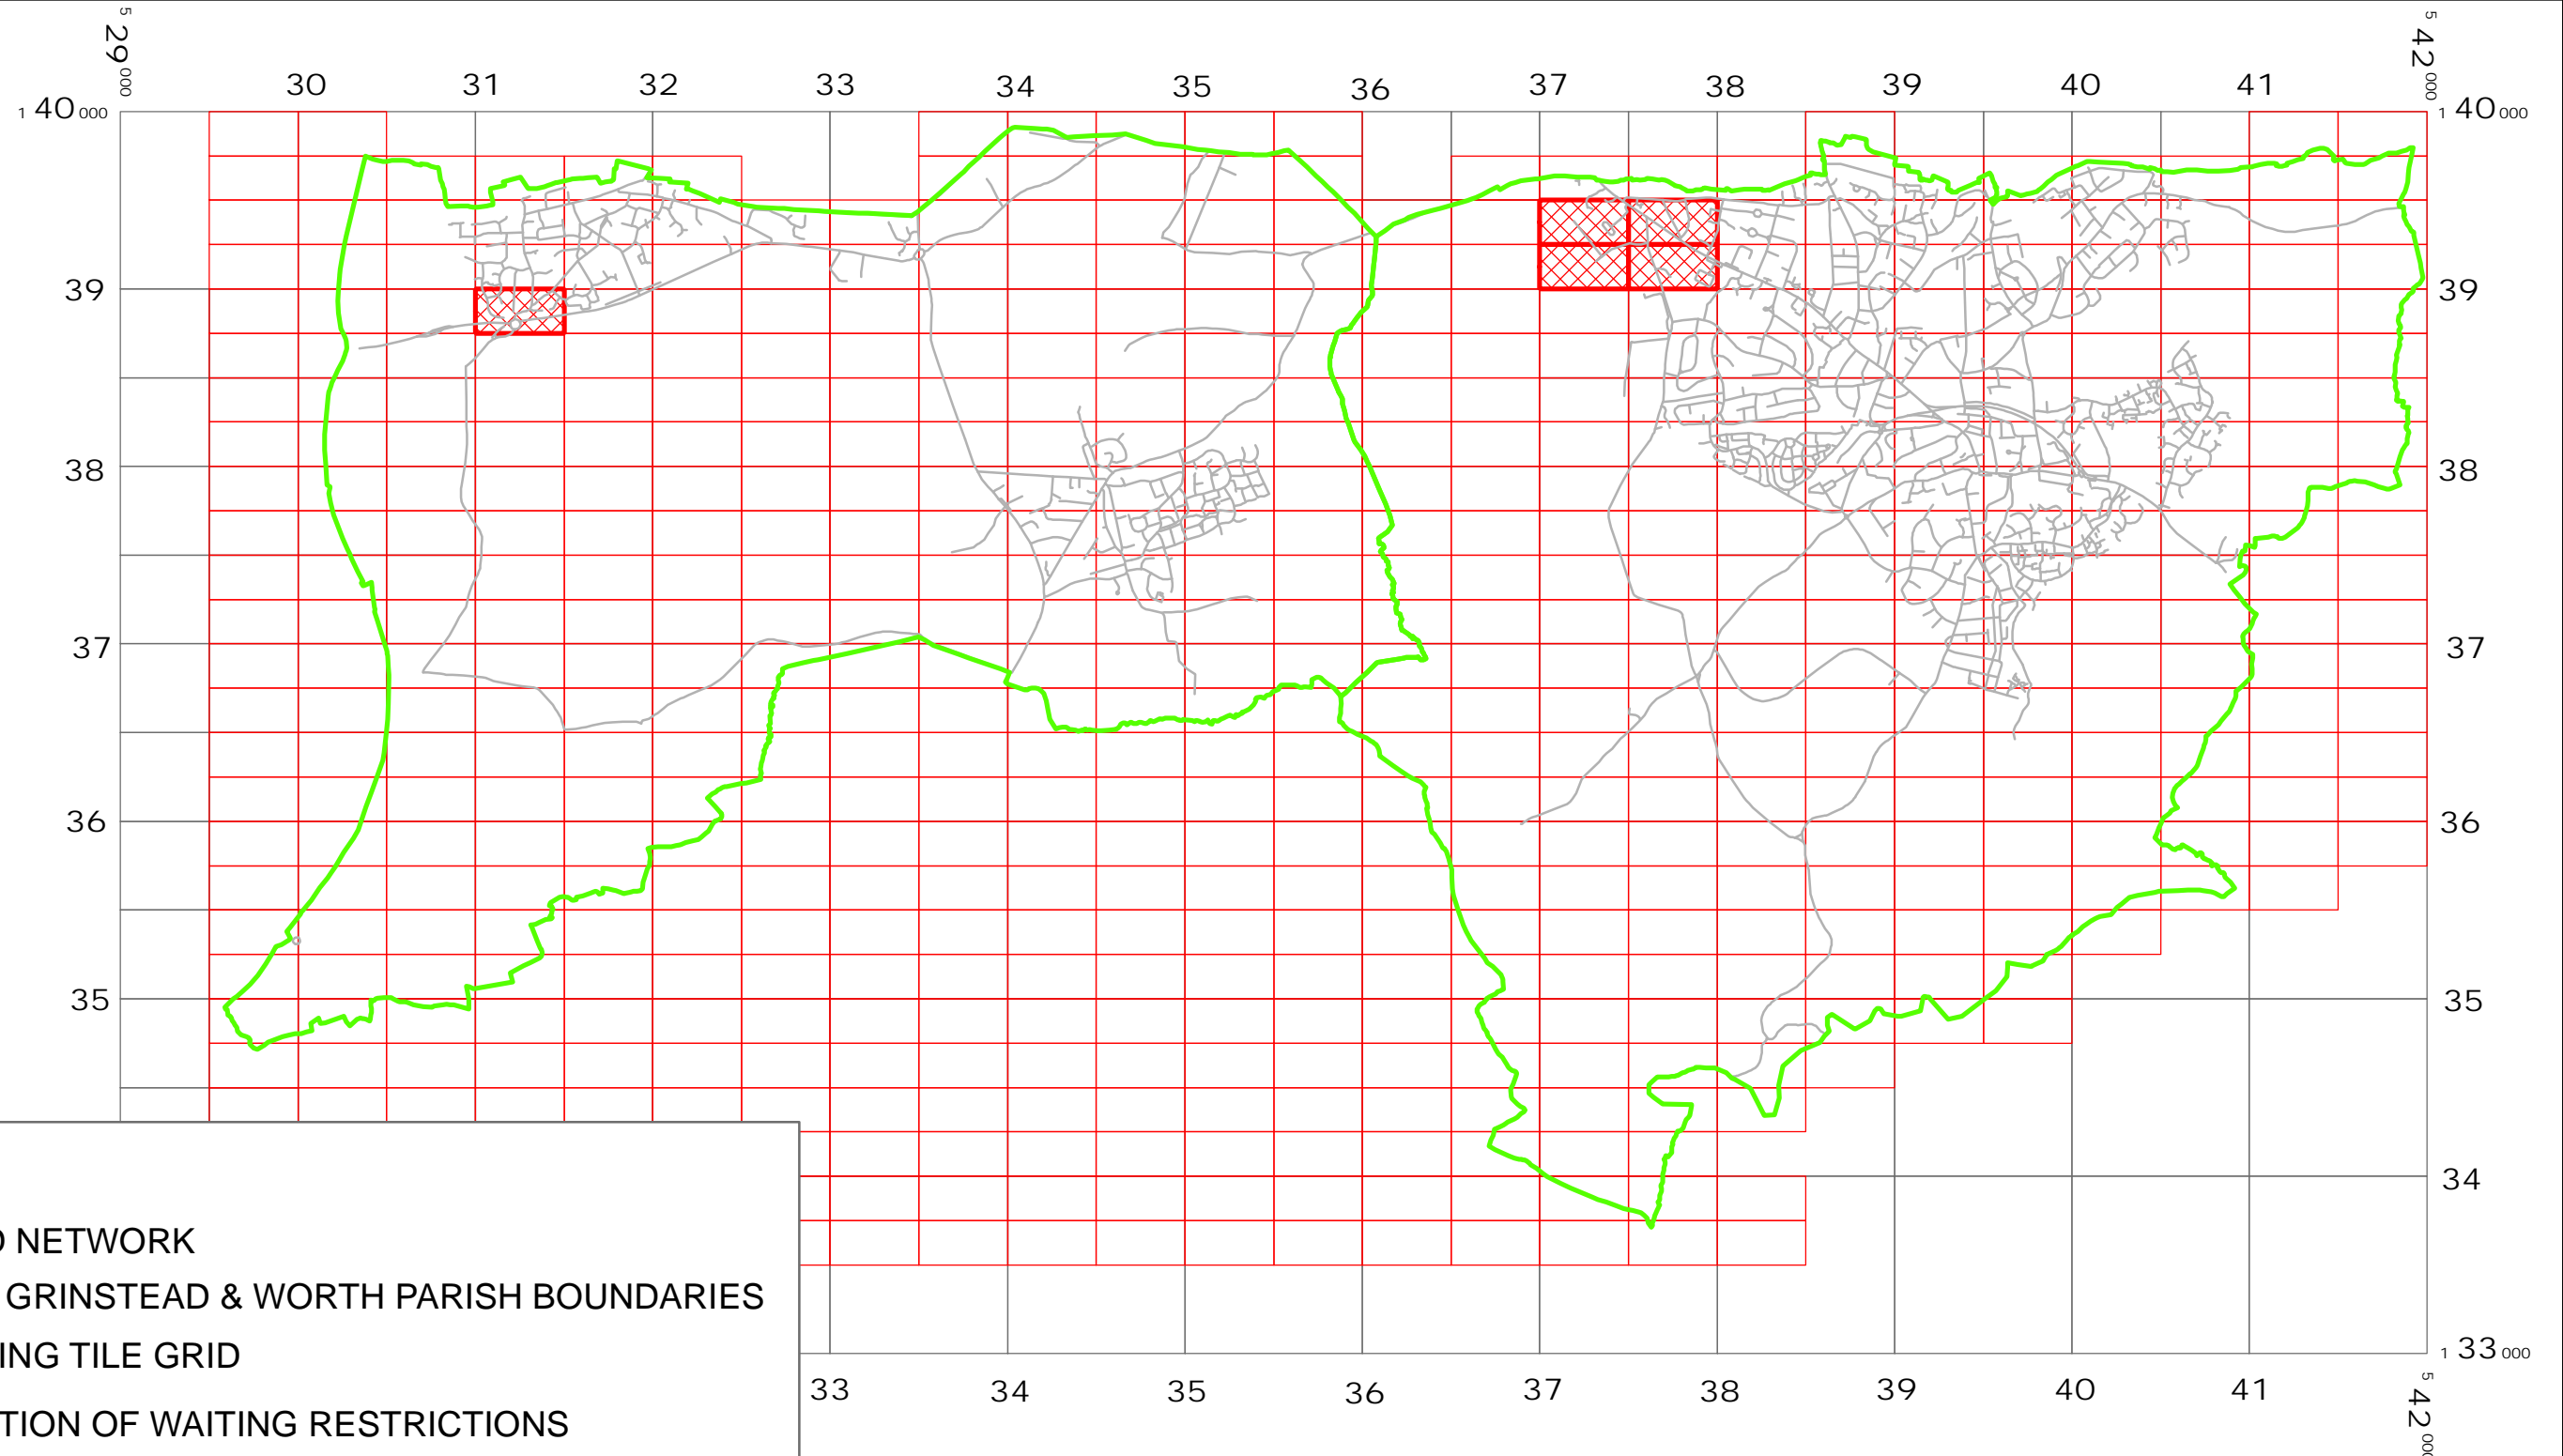 5 29 000
5 42 000
30 31 32 33 34 35 36 37 38 39 40 41
1 40 000
1 40 000
39
39
38
38
37
37
36
36
35
35
34
1 33 000
33 34 35 36 37 38 39 40 41
5 42 000
NETWORK
GRINSTEAD & WORTH PARISH BOUNDARIES
ING TILE GRID
TION OF WAITING RESTRICTIONS